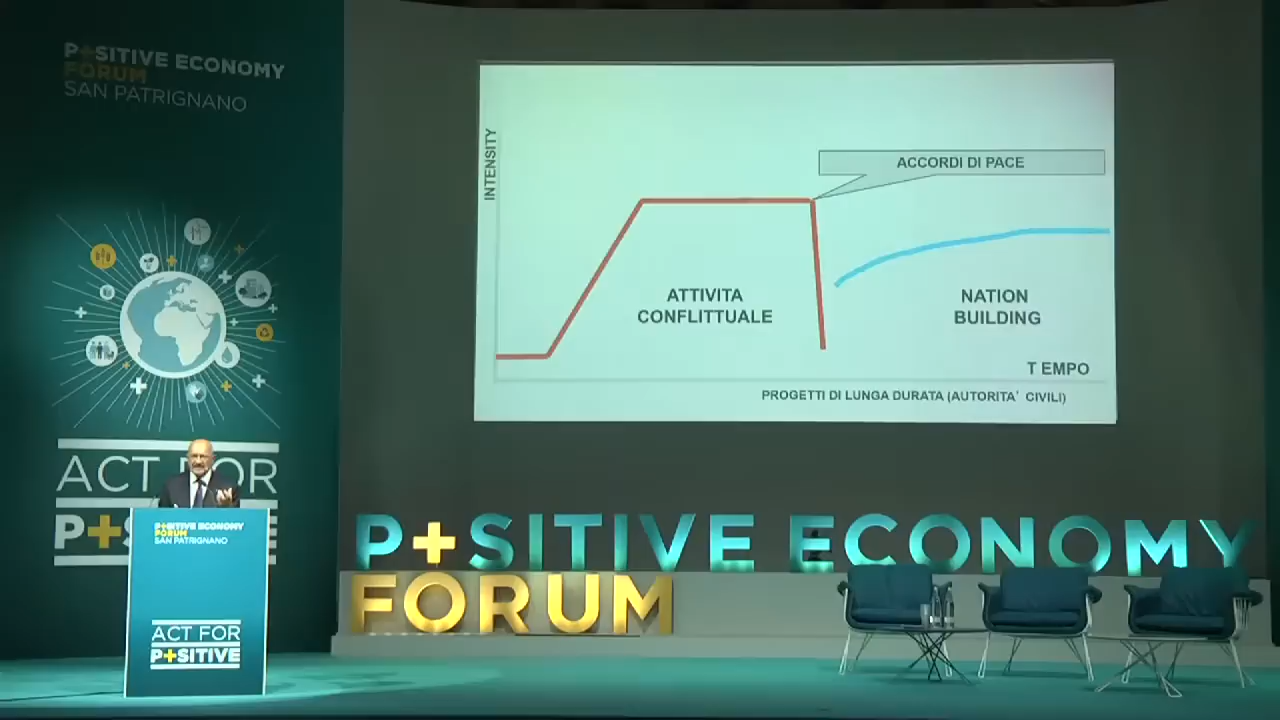 P+SITIVE ECONOMY
FORUM
SAN PATRIGNANO
INTENSITY
ACCORDI DI PACE
ATTIVITA
CONFLITTUALE
NATION
BUILDING
T EMPO
PROGETTI DI LUNGA DURATA (AUTORITA' CIVILI)
ACT FOR
P+SITIVE
P+SITIVE ECONOMY
FORUM
SAN PATRIGNANO
ACT FOR
P+SITIVE
P+SITIVE ECONOMY
FORUM